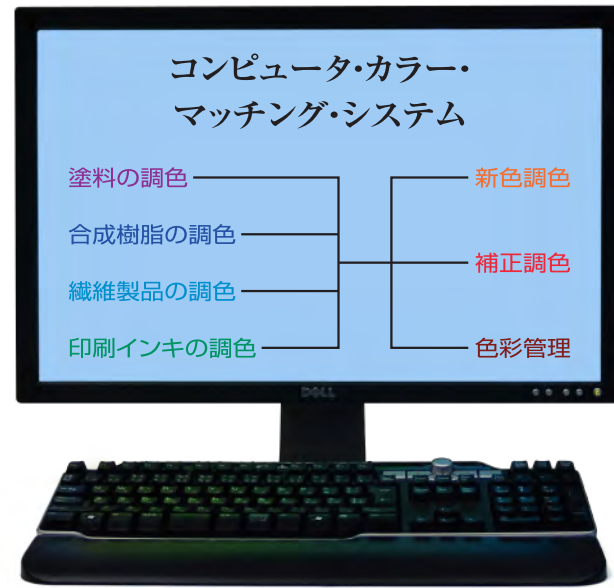 コンピュータ・カラー・
マッチング・システム
塗料の調色
新色調色
合成樹脂の調色
補正調色
繊維製品の調色
印刷インキの調色
色彩管理
DELL